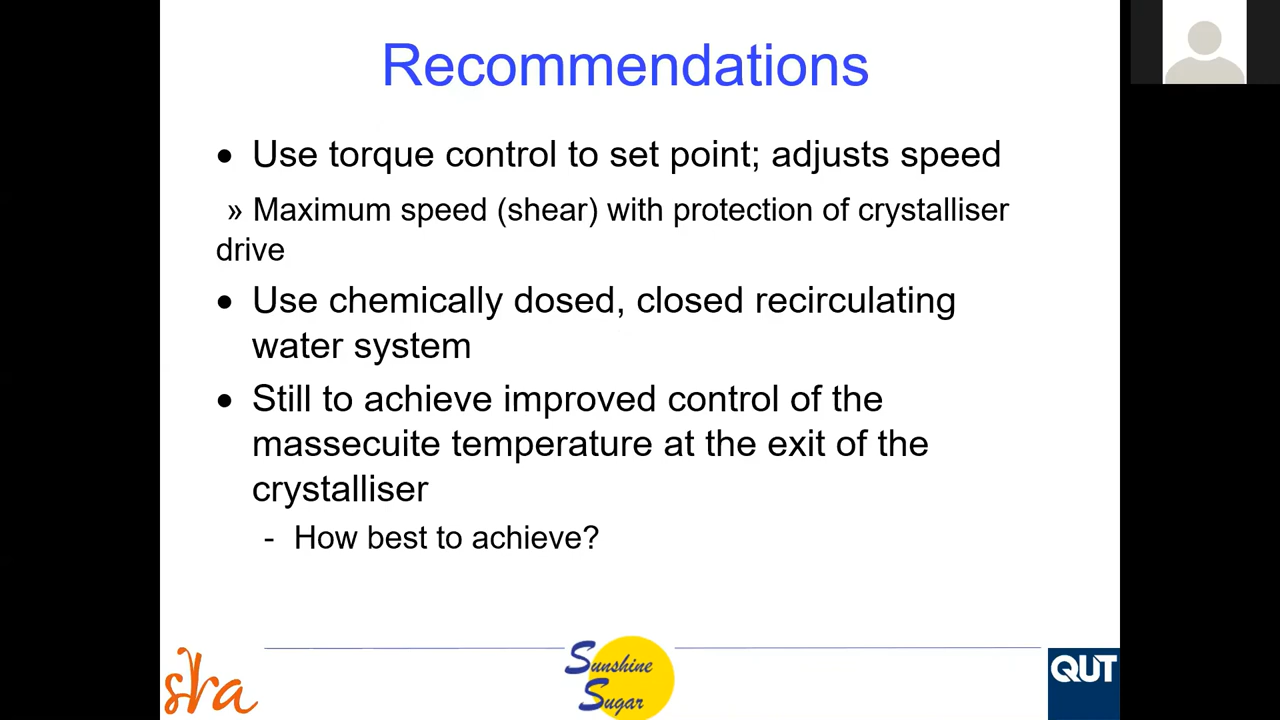 Recommendations
• Use torque control to set point; adjusts speed
» Maximum speed (shear) with protection of crystalliser
drive
• Use chemically dosed, closed recirculating
water system
• Still to achieve improved control of the
massecuite temperature at the exit of the
crystalliser
- How best to achieve?
sra
Sunshine
Sugar
QUT